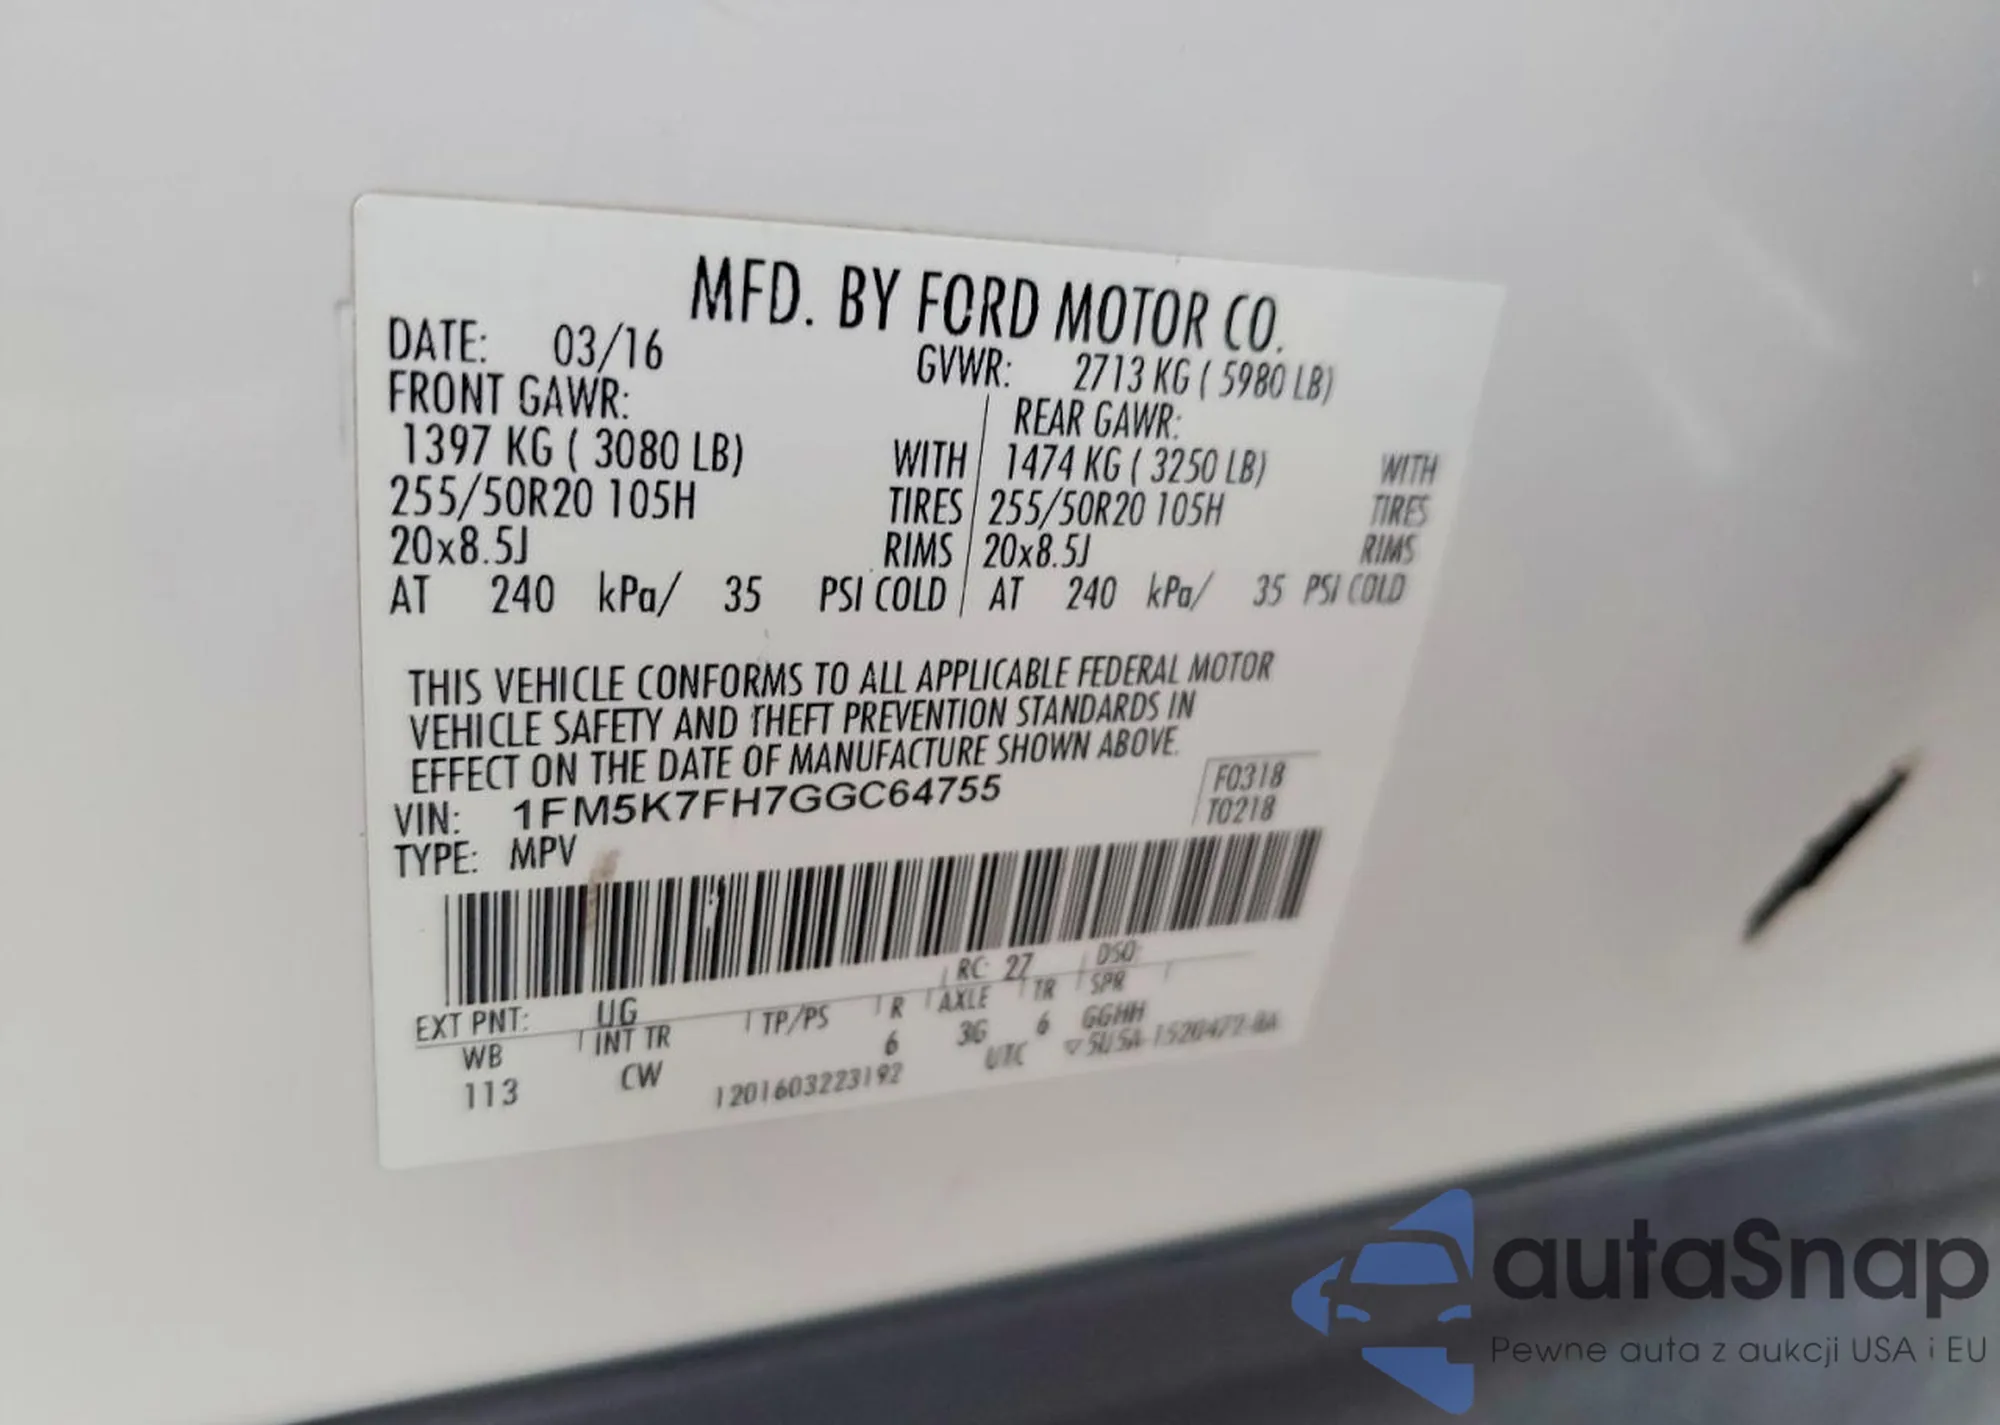 MFD. BY FORD MOTOR CO.
DATE: 03/16
GVWR: 2713 KG ( 5980 LB)
FRONT GAWR:
REAR GAWR:
1397 KG ( 3080 LB) WITH
1474 KG ( 3250 LB) WITH
255/50R20 105H TIRES
255/50R20 105H TIRES
20x8.5J RIMS
20x8.5J RIMS
AT 240 kPa/ 35 PSI COLD
AT 240 kPa/ 35 PSI COLD
THIS VEHICLE CONFORMS TO ALL APPLICABLE FEDERAL MOTOR
VEHICLE SAFETY AND THEFT PREVENTION STANDARDS IN
EFFECT ON THE DATE OF MANUFACTURE SHOWN ABOVE.
VIN: 1FM5K7FH7GGC64755
F0318
T0218
TYPE: MPV
EXT PNT: UG RC: 27 DSO:
WB INT TR TP/PS R AXLE TR SPR
113 CW 6 3G 6 GGHH
1201603223192 UTC ▽5U5A-1520472-BA
autaSnap
Pewne auta z aukcji USA i EU